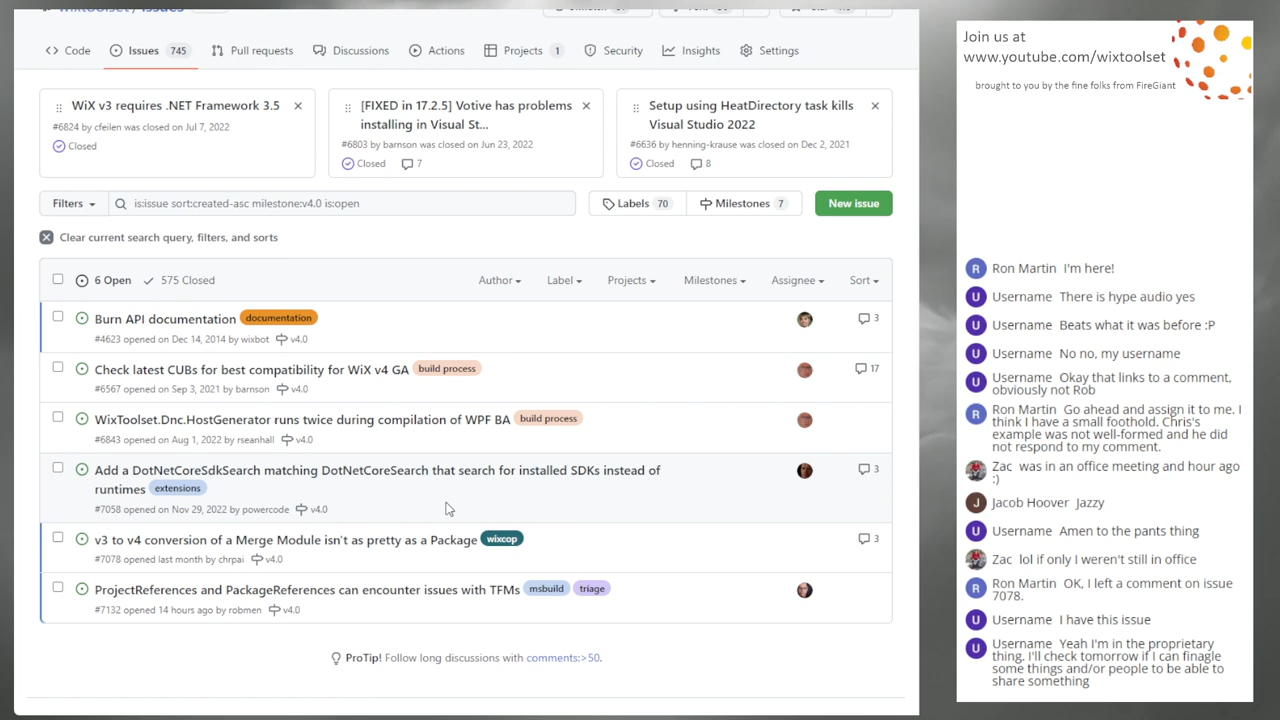 wixtoolset / Issues
Code Issues 745 Pull requests Discussions Actions Projects 1 Security Insights Settings
WiX v3 requires .NET Framework 3.5
#6824 by cfeilen was closed on Jul 7, 2022
Closed
[FIXED in 17.2.5] Votive has problems
installing in Visual St...
#6803 by barnson was closed on Jun 23, 2022
Closed 7
Setup using HeatDirectory task kills
Visual Studio 2022
#6636 by henning-krause was closed on Dec 2, 2021
Closed 8
Filters is:issue sort:created-asc milestone:v4.0 is:open Labels 70 Milestones 7 New issue
Clear current search query, filters, and sorts
6 Open 575 Closed Author Label Projects Milestones Assignee Sort
Burn API documentation documentation 3
#4623 opened on Dec 14, 2014 by wixbot v4.0
Check latest CUBs for best compatibility for WiX v4 GA build process 17
#6567 opened on Sep 3, 2021 by barnson v4.0
WixToolset.Dnc.HostGenerator runs twice during compilation of WPF BA build process
#6843 opened on Aug 1, 2022 by rseanhall v4.0
Add a DotNetCoreSdkSearch matching DotNetCoreSearch that search for installed SDKs instead of 3
runtimes extensions
#7058 opened on Nov 29, 2022 by powercode v4.0
v3 to v4 conversion of a Merge Module isn't as pretty as a Package wixcop 3
#7078 opened last month by chrpai v4.0
ProjectReferences and PackageReferences can encounter issues with TFMs msbuild triage
#7132 opened 14 hours ago by robmen v4.0
ProTip! Follow long discussions with comments:>50.
Join us at
www.youtube.com/wixtoolset
brought to you by the fine folks from FireGiant
R Ron Martin I'm here!
U Username There is hype audio yes
U Username Beats what it was before :P
U Username No no, my username
U Username Okay that links to a comment,
obviously not Rob
R Ron Martin Go ahead and assign it to me. I
think I have a small foothold. Chris's
example was not well-formed and he did
not respond to my comment.
Zac was in an office meeting and hour ago
:)
J Jacob Hoover Jazzy
U Username Amen to the pants thing
Zac lol if only I weren't still in office
R Ron Martin OK, I left a comment on issue
7078.
U Username I have this issue
U Username Yeah I'm in the proprietary
thing. I'll check tomorrow if I can finagle
some things and/or people to be able to
share something